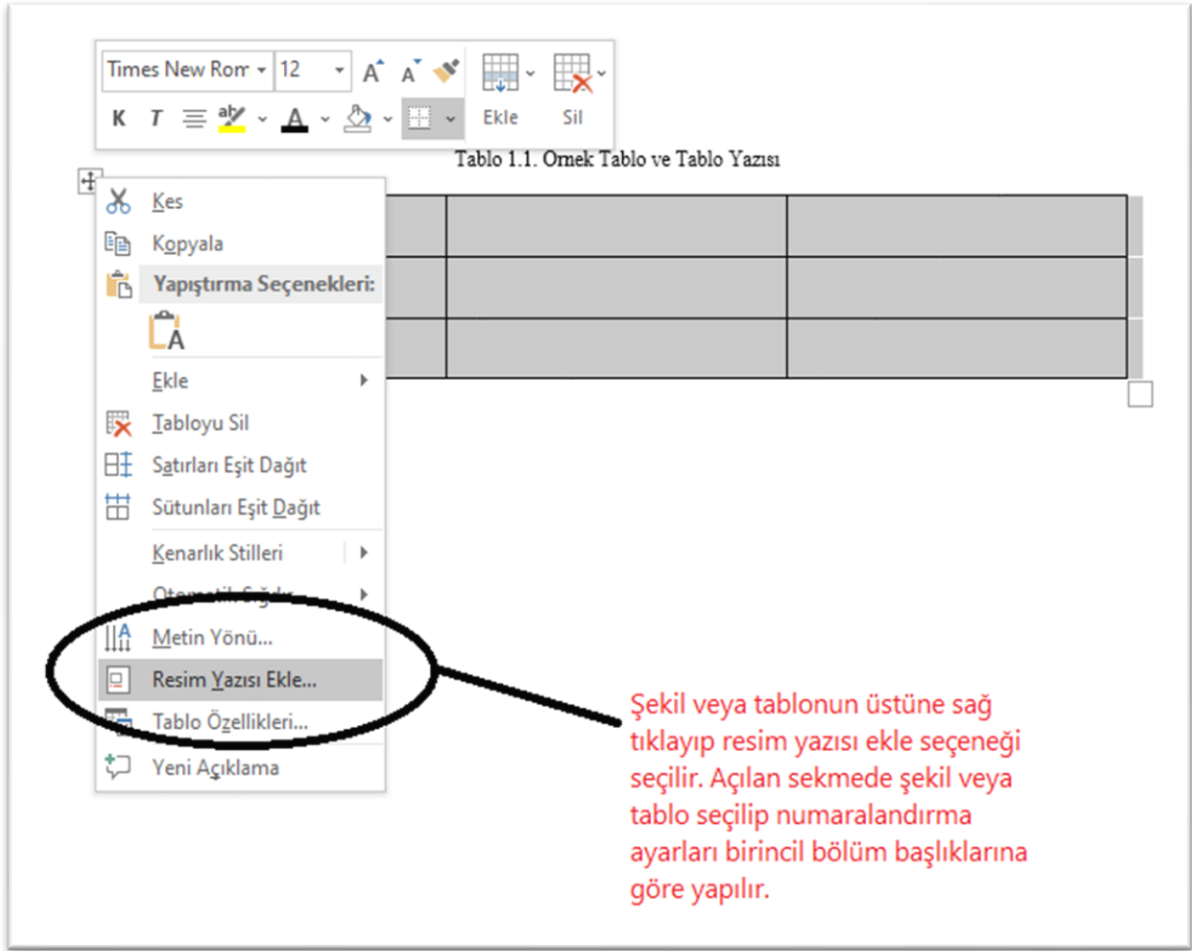 Times New Rom 12
K T
Ekle
Sil
Tablo 1.1. Ornek Tablo ve Tablo Yazısı
Kes
Kopyala
Yapıştırma Seçenekleri:
Ekle
Tabloyu Sil
Satırları Eşit Dağıt
Sütunları Eşit Dağıt
Kenarlık Stilleri
Otomatik Sığdır
Metin Yönü...
Resim Yazısı Ekle...
Tablo Özellikleri...
Yeni Açıklama
Şekil veya tablonun üstüne sağ
tıklayıp resim yazısı ekle seçeneği
seçilir. Açılan sekmede şekil veya
tablo seçilip numaralandırma
ayarları birincil bölüm başlıklarına
göre yapılır.